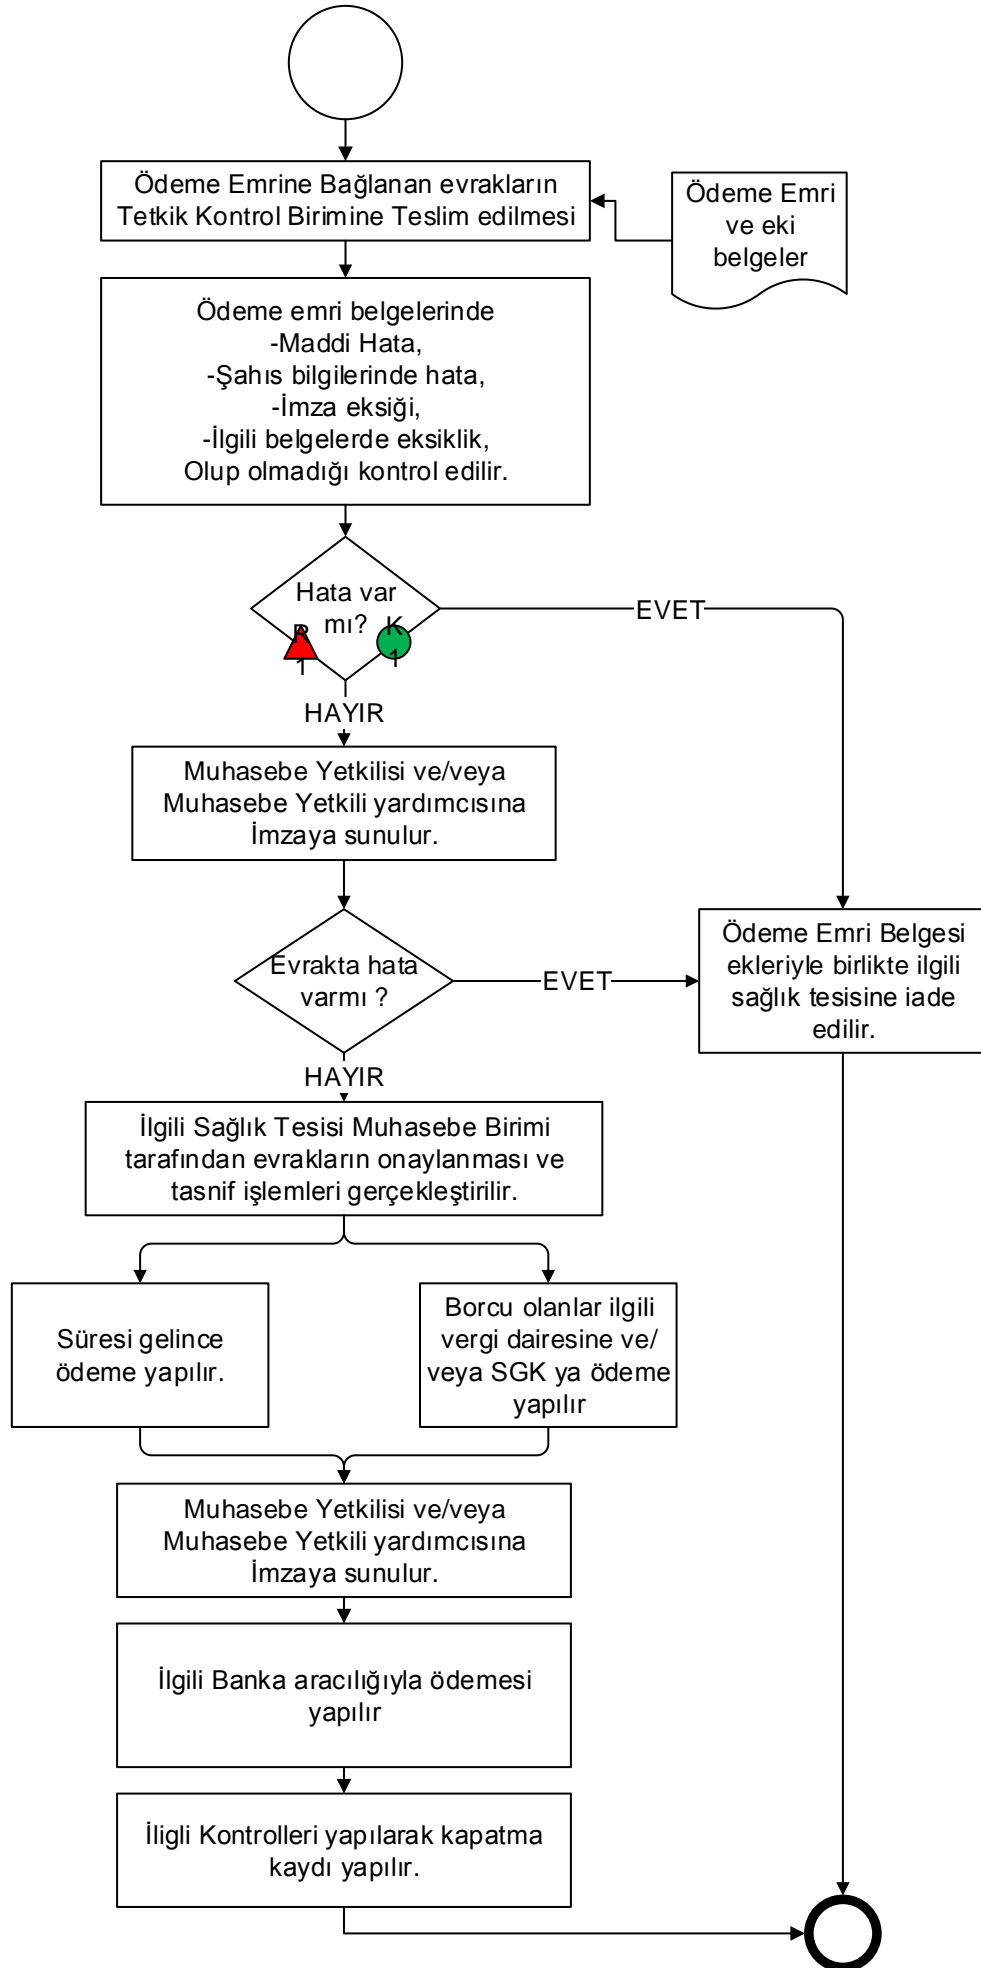 Ödeme Emrine Bağlanan evrakların
Tetkik Kontrol Birimine Teslim edilmesi
Ödeme Emri
ve eki
belgeler
Ödeme emri belgelerinde
-Maddi Hata,
-Şahıs bilgilerinde hata,
-İmza eksiği,
-İlgili belgelerde eksiklik,
Olup olmadığı kontrol edilir.
Hata var
mı?
R
1
K
1
EVET
HAYIR
Muhasebe Yetkilisi ve/veya
Muhasebe Yetkili yardımcısına
İmzaya sunulur.
Evrakta hata
varmı ?
EVET
Ödeme Emri Belgesi
ekleriyle birlikte ilgili
sağlık tesisine iade
edilir.
HAYIR
İlgili Sağlık Tesisi Muhasebe Birimi
tarafından evrakların onaylanması ve
tasnif işlemleri gerçekleştirilir.
Süresi gelince
ödeme yapılır.
Borcu olanlar ilgili
vergi dairesine ve/
veya SGK ya ödeme
yapılır
Muhasebe Yetkilisi ve/veya
Muhasebe Yetkili yardımcısına
İmzaya sunulur.
İlgili Banka aracılığıyla ödemesi
yapılır
İligli Kontrolleri yapılarak kapatma
kaydı yapılır.